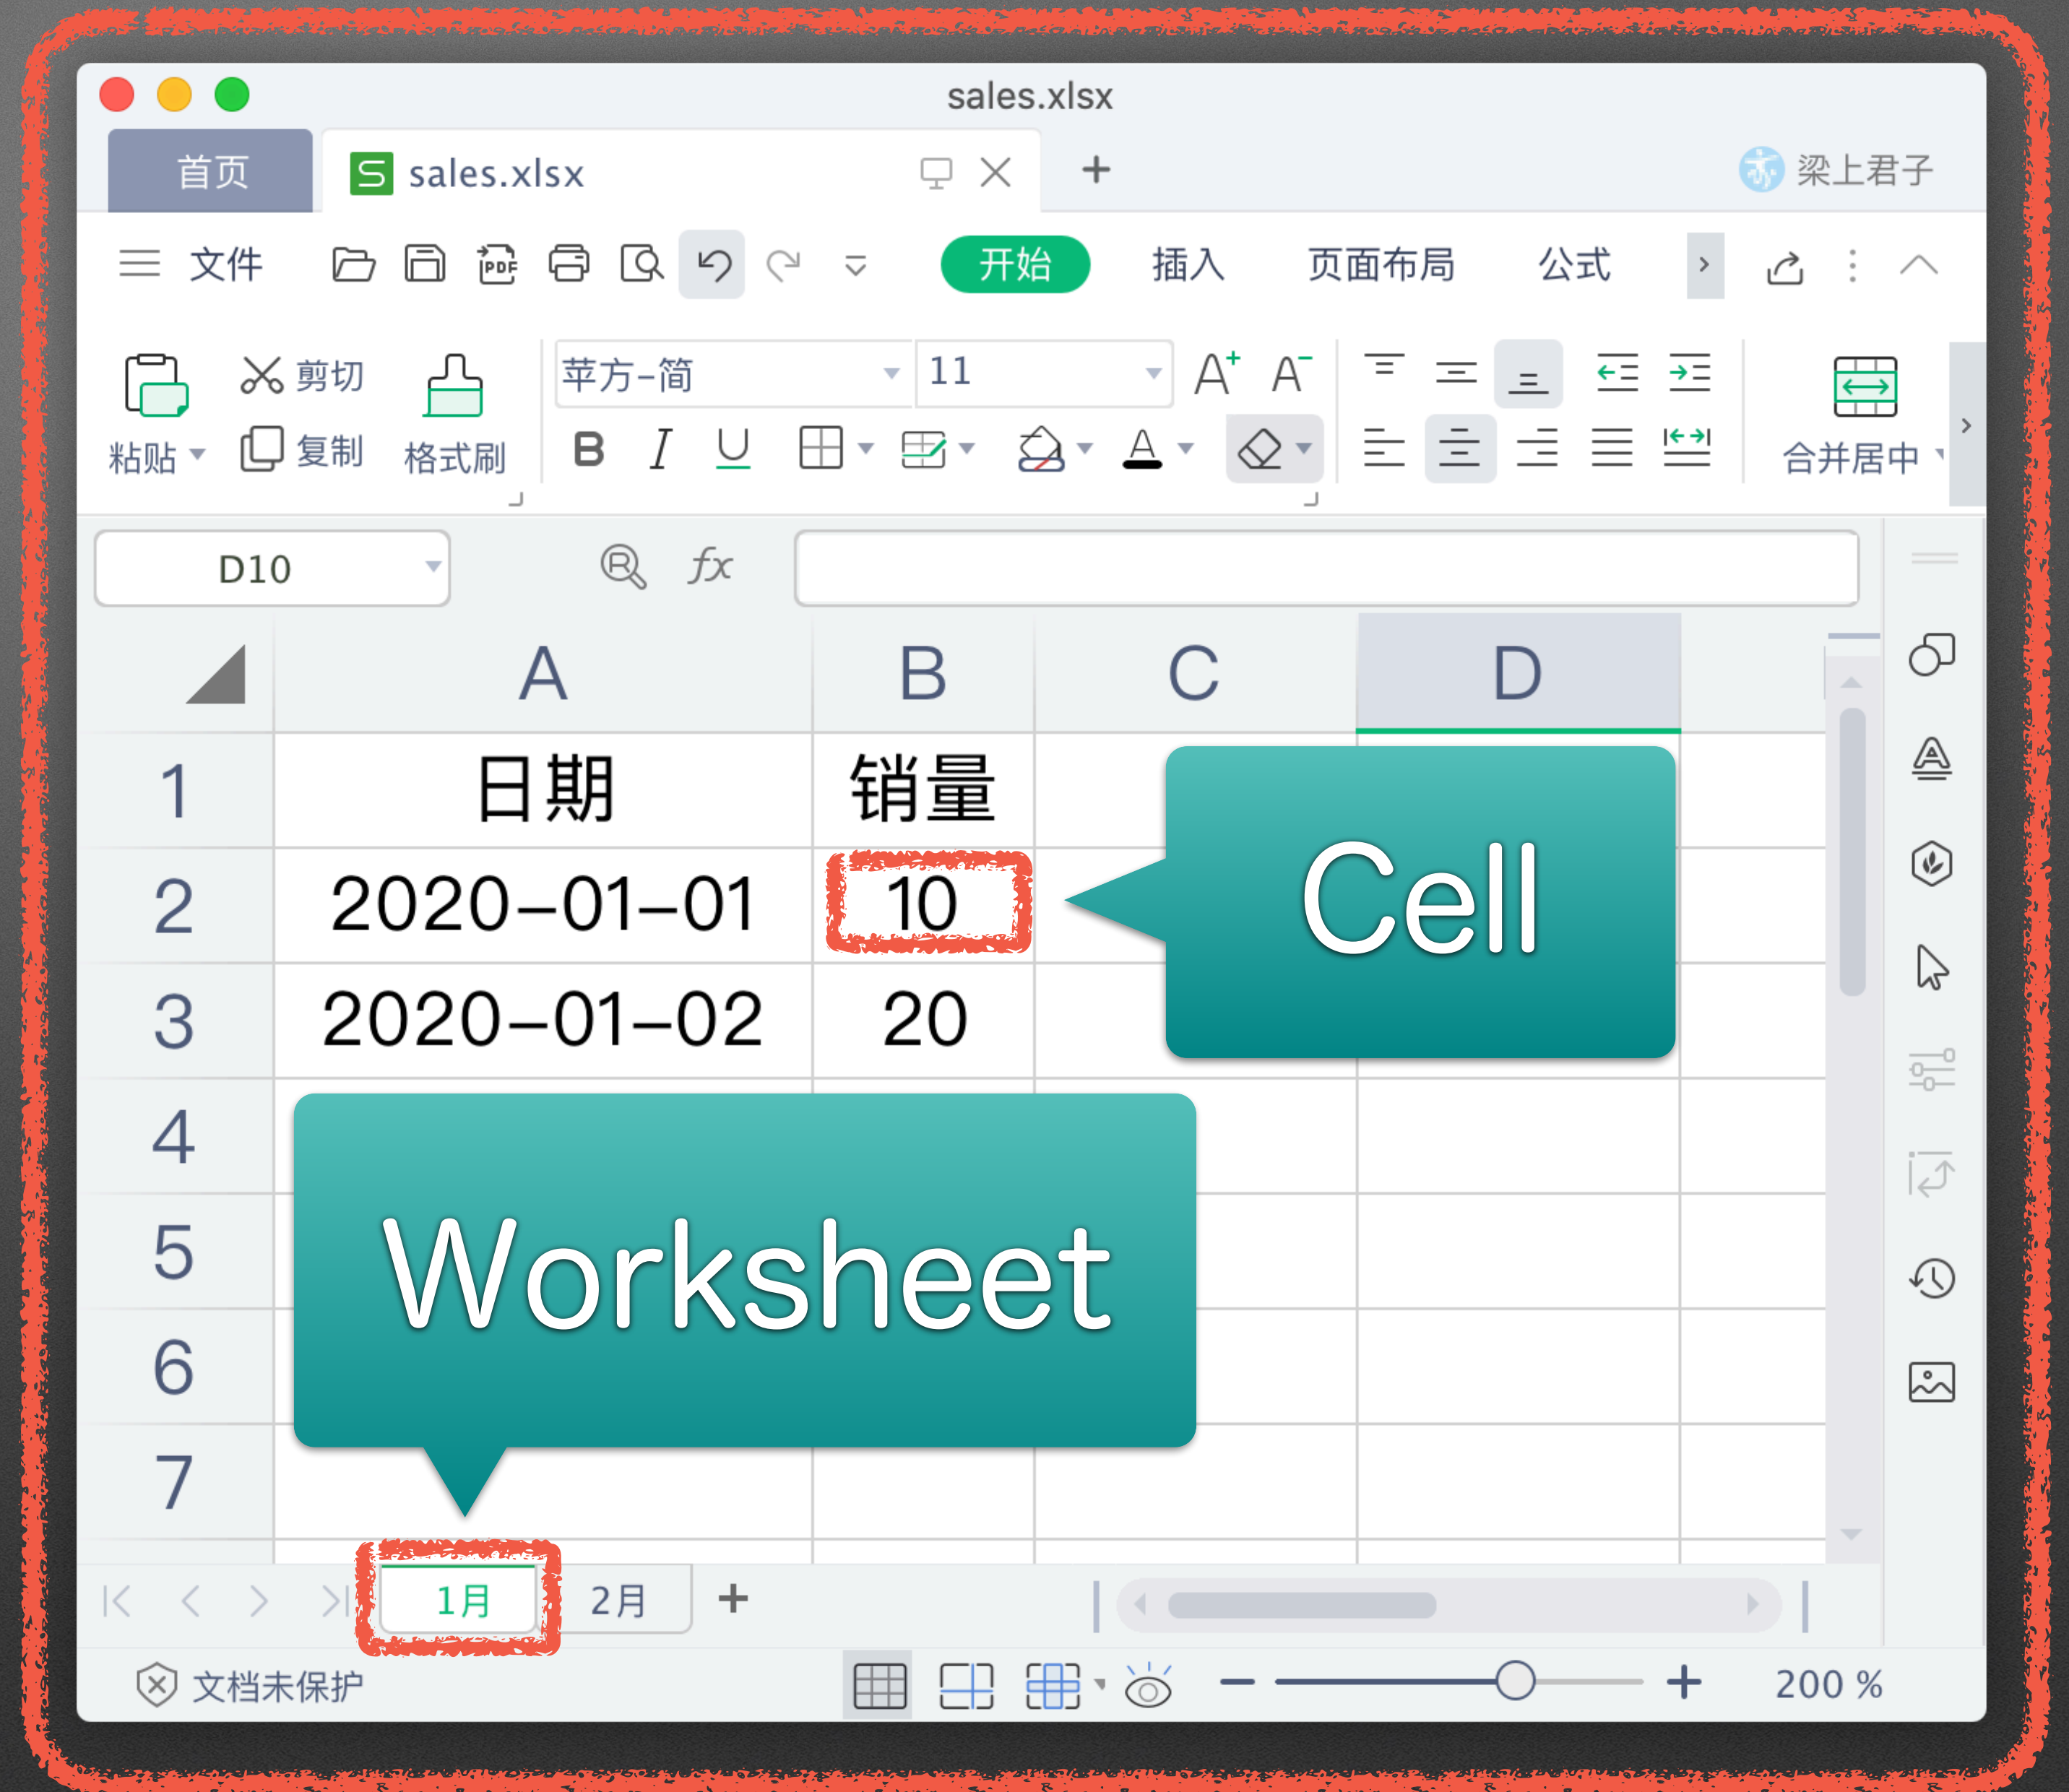 sales.xlsx
首页
S sales.xlsx
梁上君子
文件 PDF 开始 插入 页面布局 公式
剪切 苹方-简 11 A+ A-
粘贴 复制 格式刷 B I U A 合并居中
D10 fx
A B C D
1 日期 销量
2 2020-01-01 10
Cell
3 2020-01-02 20
4
Worksheet
5
6
7
1月 2月 +
文档未保护 200 %